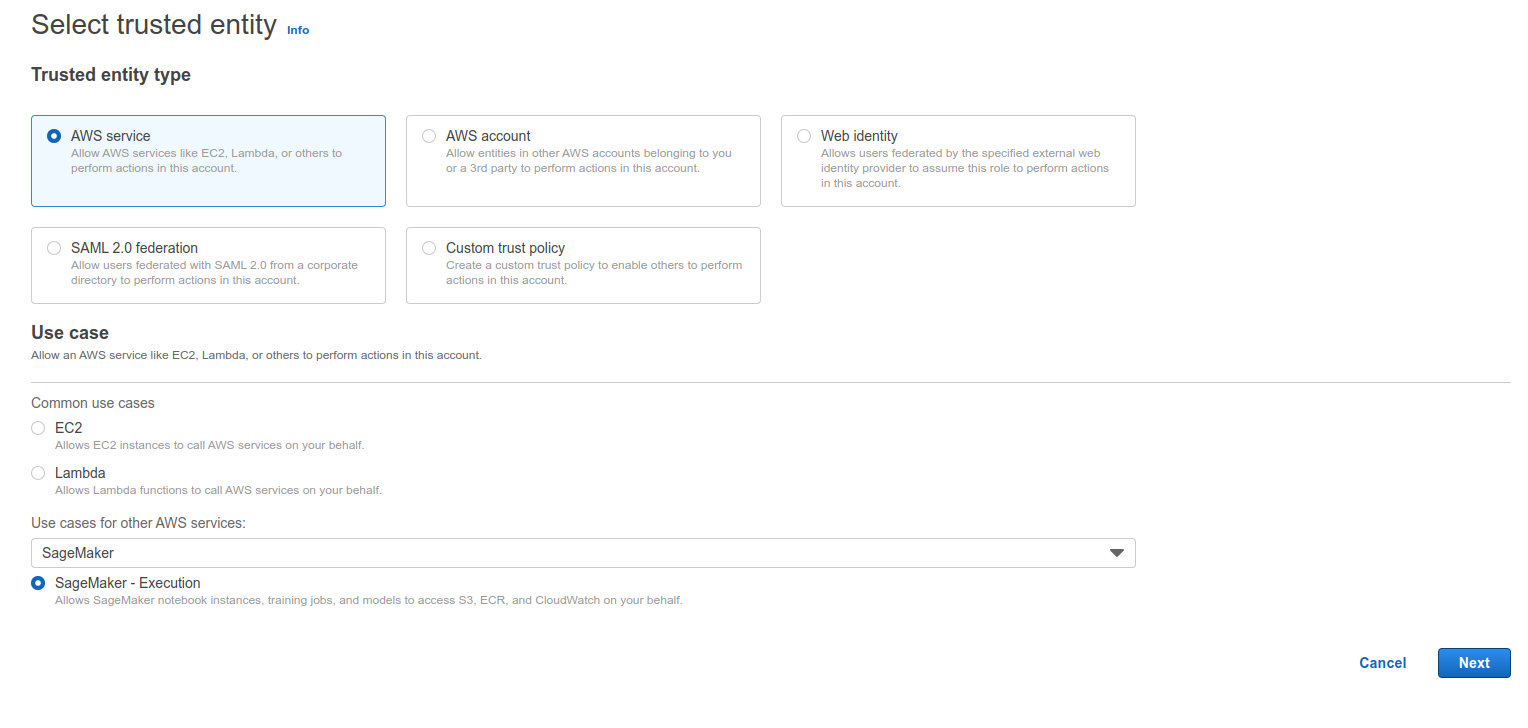 Select trusted entity Info
Trusted entity type
AWS service
Allow AWS services like EC2, Lambda, or others to
perform actions in this account.
AWS account
Allow entities in other AWS accounts belonging to you
or a 3rd party to perform actions in this account.
Web identity
Allows users federated by the specified external web
identity provider to assume this role to perform actions
in this account.
SAML 2.0 federation
Allow users federated with SAML 2.0 from a corporate
directory to perform actions in this account.
Custom trust policy
Create a custom trust policy to enable others to perform
actions in this account.
Use case
Allow an AWS service like EC2, Lambda, or others to perform actions in this account.
Common use cases
EC2
Allows EC2 instances to call AWS services on your behalf.
Lambda
Allows Lambda functions to call AWS services on your behalf.
Use cases for other AWS services:
SageMaker
SageMaker - Execution
Allows SageMaker notebook instances, training jobs, and models to access S3, ECR, and CloudWatch on your behalf.
Cancel
Next